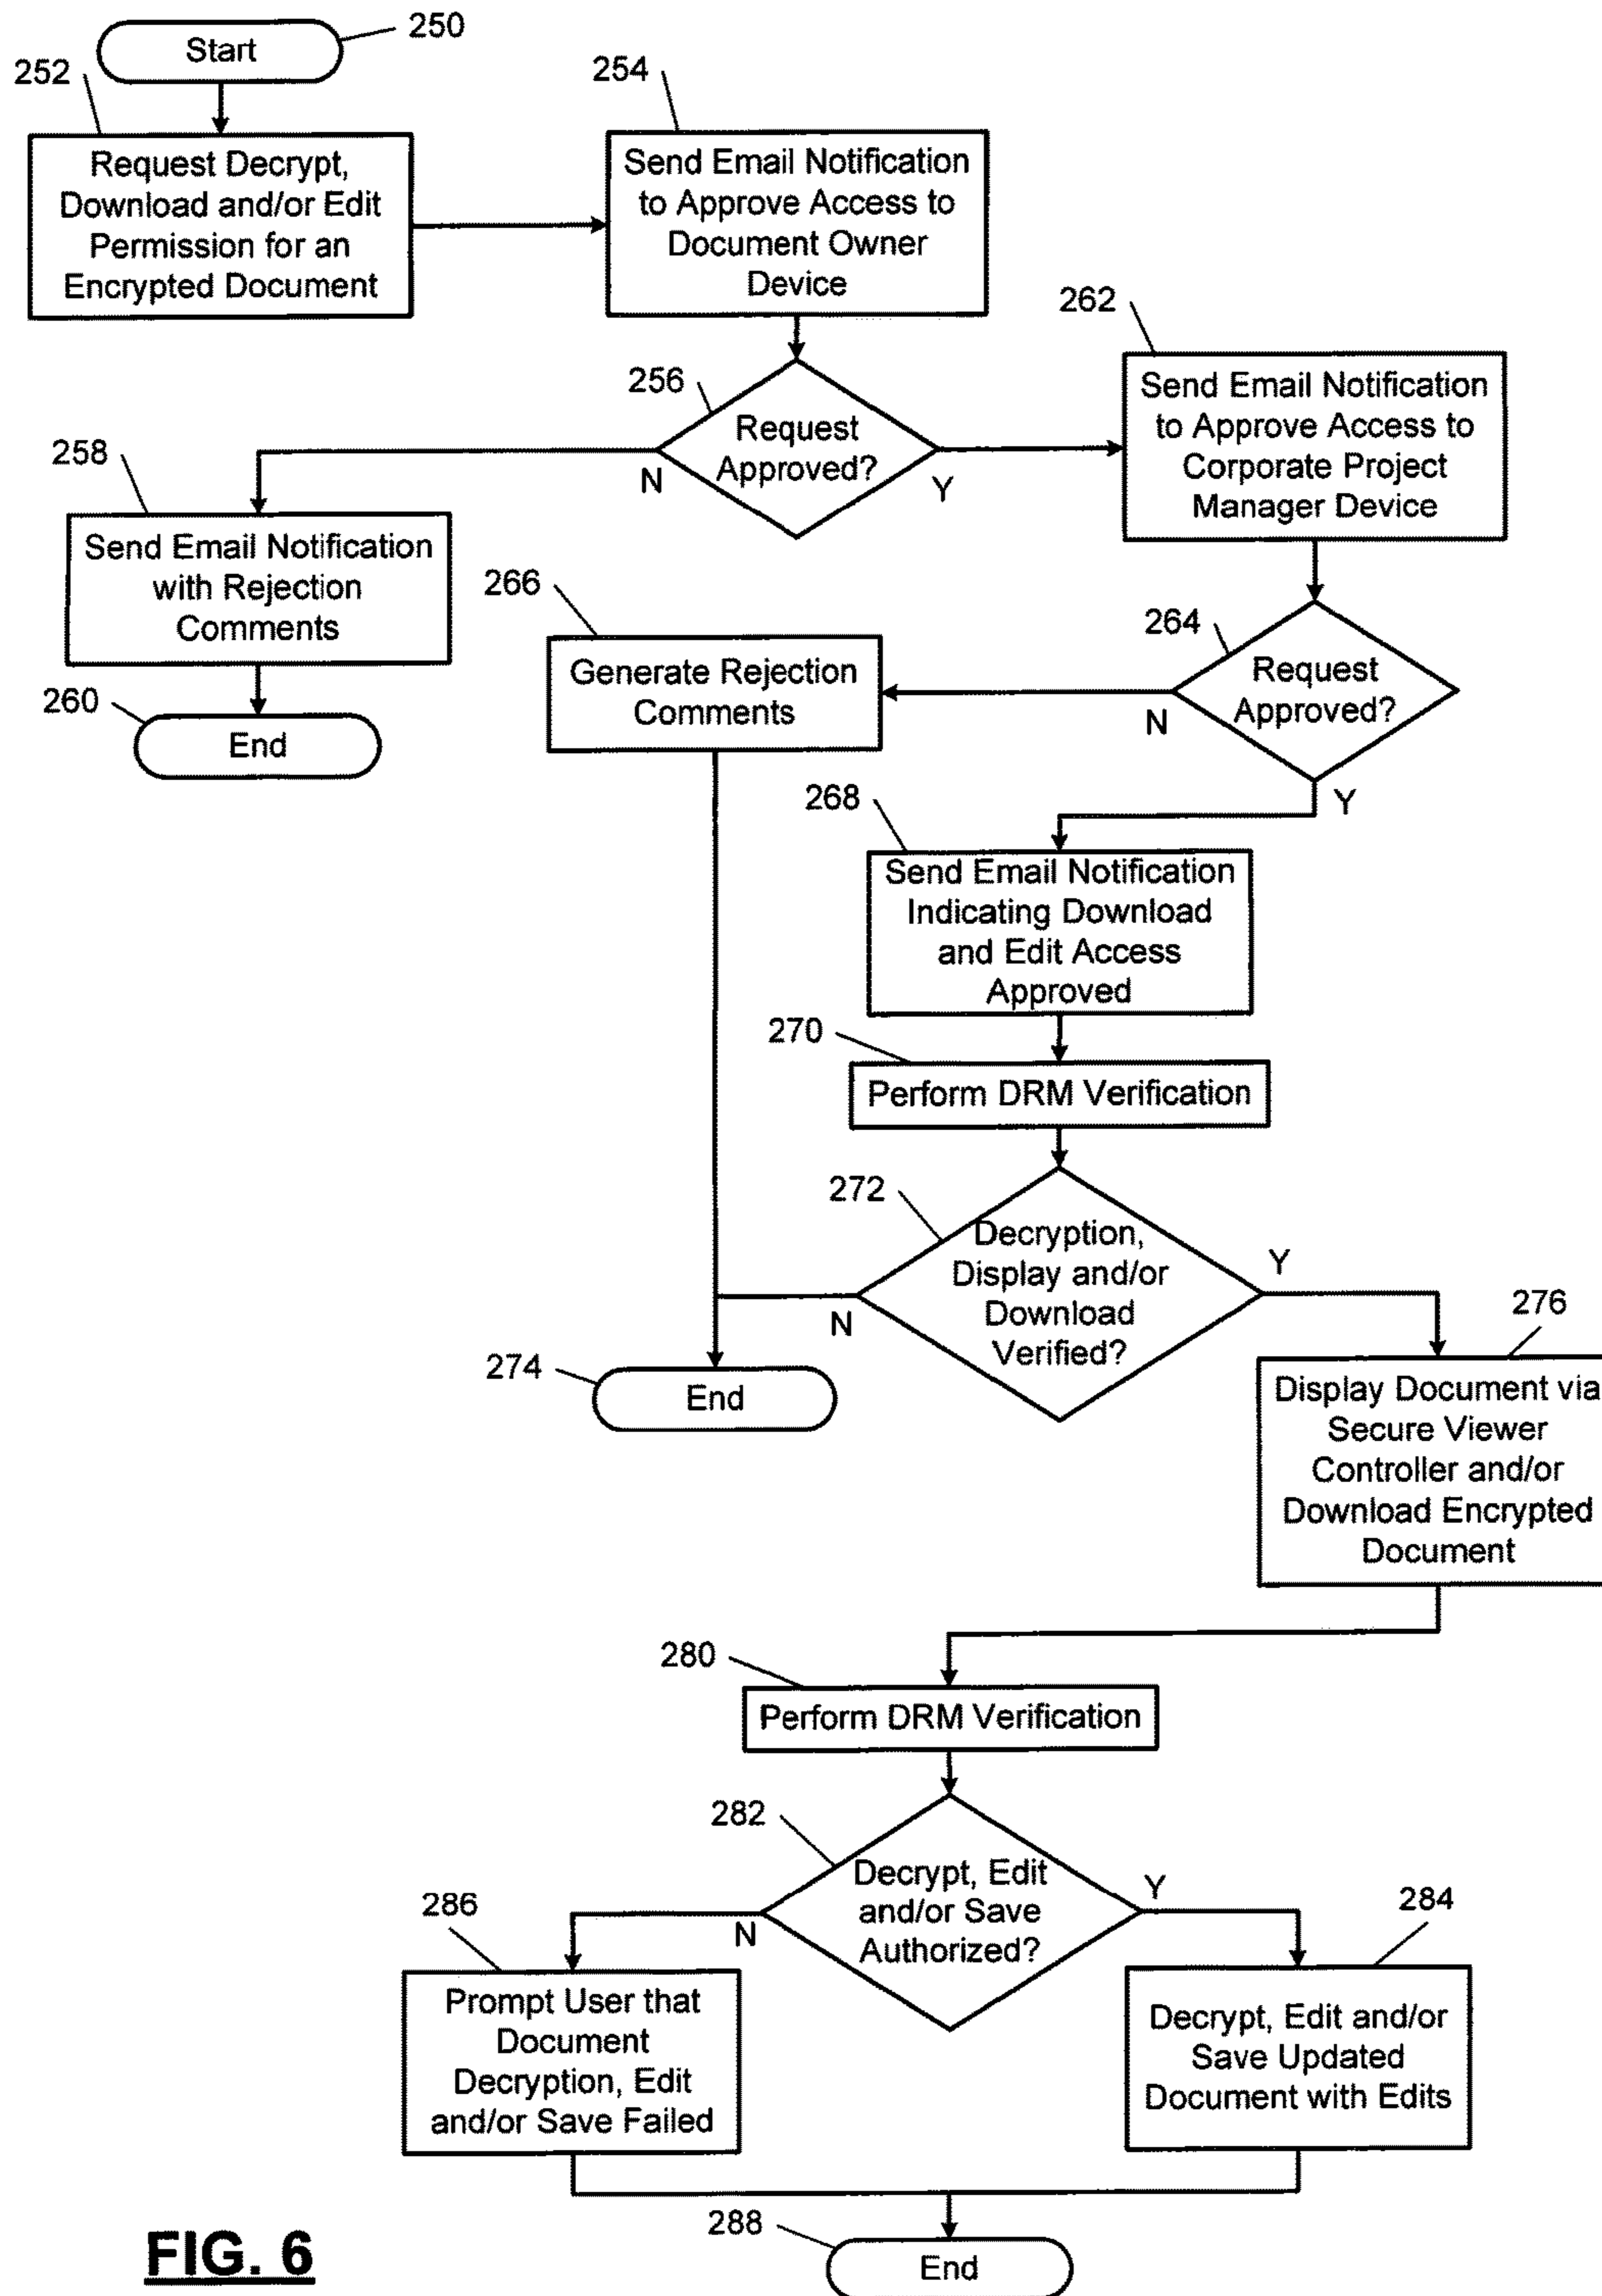 Start
250
252
Request Decrypt,
Download and/or Edit
Permission for an
Encrypted Document
254
Send Email Notification
to Approve Access to
Document Owner
Device
256
Request
Approved?
N
Y
258
Send Email Notification
with Rejection
Comments
260
End
262
Send Email Notification
to Approve Access to
Corporate Project
Manager Device
264
Request
Approved?
N
Y
266
Generate Rejection
Comments
268
Send Email Notification
Indicating Download
and Edit Access
Approved
270
Perform DRM Verification
272
Decryption,
Display and/or
Download
Verified?
N
Y
274
End
276
Display Document via
Secure Viewer
Controller and/or
Download Encrypted
Document
280
Perform DRM Verification
282
Decrypt, Edit
and/or Save
Authorized?
N
Y
286
Prompt User that
Document
Decryption, Edit
and/or Save Failed
284
Decrypt, Edit and/or
Save Updated
Document with Edits
288
End
FIG. 6